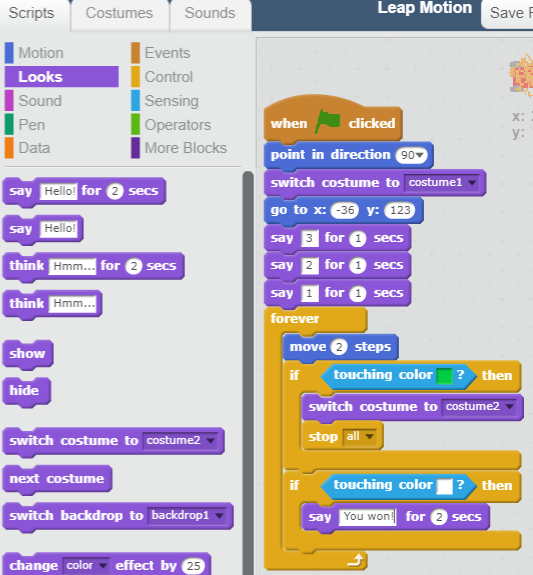 Scripts Costumes Sounds
Leap Motion
Motion Events
Looks Control
Sound Sensing
Pen Operators
Data More Blocks
say Hello! for 2 secs
say Hello!
think Hmm... for 2 secs
think Hmm...
show
hide
switch costume to costume2
next costume
switch backdrop to backdrop1
change color effect by 25
when clicked
point in direction 90
switch costume to costume1
go to x: -36 y: 123
say 3 for 1 secs
say 2 for 1 secs
say 1 for 1 secs
forever
move 2 steps
if touching color ? then
switch costume to costume2
stop all
if touching color ? then
say You won! for 2 secs
x:
y: